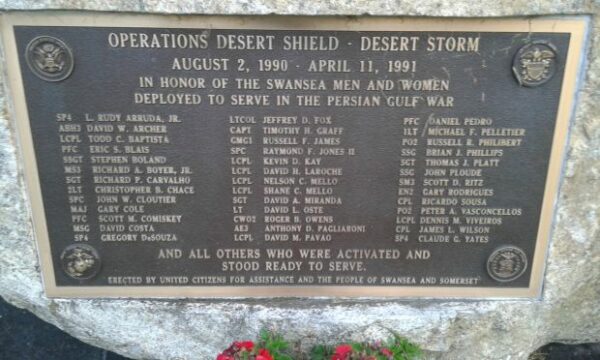 OPERATIONS DESERT SHIELD - DESERT STORM
AUGUST 2, 1990 - APRIL 11, 1991
IN HONOR OF THE SWANSEA MEN AND WOMEN
DEPLOYED TO SERVE IN THE PERSIAN GULF WAR
SP4 L. RUDY ARRUDA, JR.
ABH3 DAVID W. ARCHER
LCPL TODD C. BAPTISTA
PFC ERIC S. BLAIS
SSGT STEPHEN BOLAND
MS3 RICHARD A. BOYER, JR.
SGT RICHARD P. CARVALHO
2LT CHRISTOPHER B. CHACE
SPC JOHN W. CLOUTIER
MAJ GARY COLE
PFC SCOTT M. COMISKEY
MSG DAVID COSTA
SP4 GREGORY DeSOUZA
LTCOL JEFFREY D. FOX
CAPT TIMOTHY H. GRAFF
GMG1 RUSSELL F. JAMES
SPC RAYMOND F. JONES II
LCPL KEVIN D. KAY
LCPL DAVID H. LAROCHE
LCPL NELSON C. MELLO
LCPL SHANE C. MELLO
SGT DAVID A. MIRANDA
LT DAVID L. OSTE
CWO2 ROGER B. OWENS
AE3 ANTHONY D. PAGLIARONI
LCPL DAVID M. PAVAO
PFC DANIEL PEDRO
1LT MICHAEL F. PELLETIER
PO2 RUSSELL R. PHILIBERT
SSG BRIAN J. PHILLIPS
SGT THOMAS J. PLATT
SSG JOHN PLOUDE
SM3 SCOTT D. RITZ
EN2 GARY RODRIGUES
CPL RICARDO SOUSA
PO2 PETER A. VASCONCELLOS
LCPL DENNIS M. VIVEIROS
CPL JAMES L. WILSON
SP4 CLAUDE G. YATES
AND ALL OTHERS WHO WERE ACTIVATED AND
STOOD READY TO SERVE.
ERECTED BY UNITED CITIZENS FOR ASSISTANCE AND THE PEOPLE OF SWANSEA AND SOMERSET